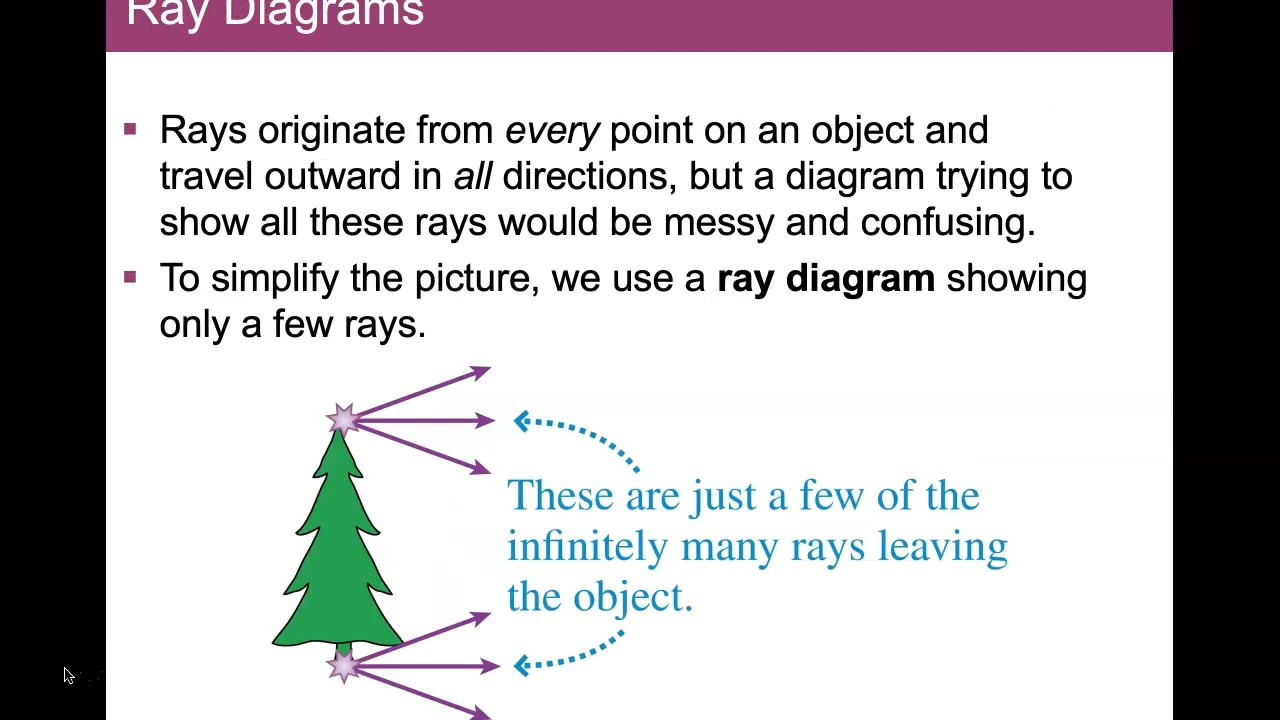 Ray Diagrams
Rays originate from every point on an object and
travel outward in all directions, but a diagram trying to
show all these rays would be messy and confusing.
To simplify the picture, we use a ray diagram showing
only a few rays.
These are just a few of the
infinitely many rays leaving
the object.